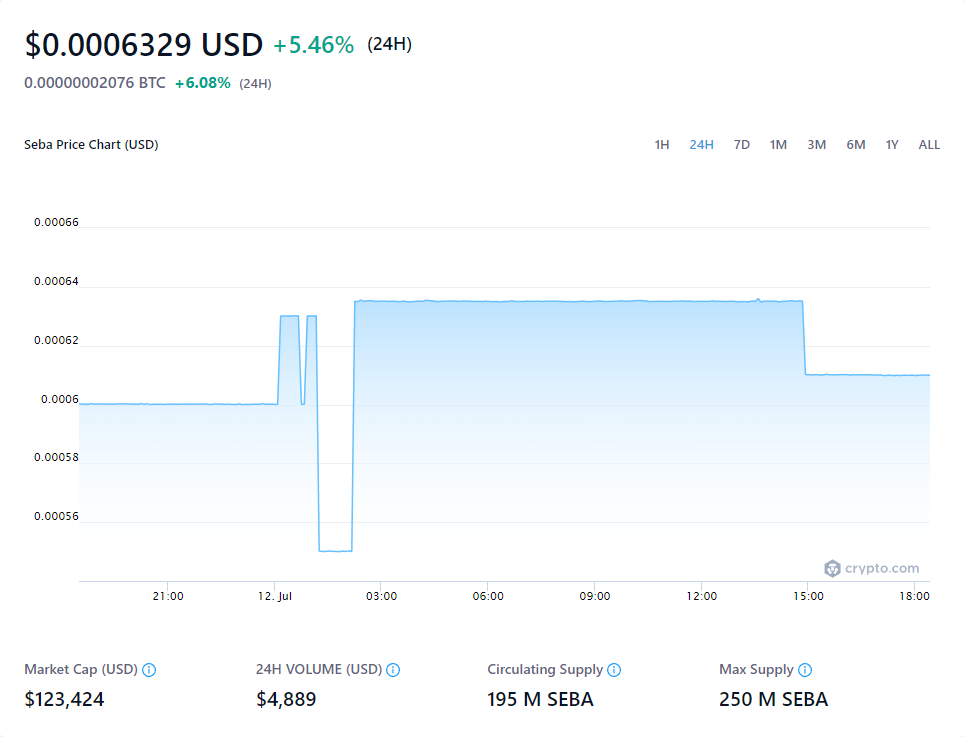 $0.0006329 USD +5.46% (24H)
0.00000002076 BTC +6.08% (24H)
Seba Price Chart (USD) 1H 24H 7D 1M 3M 6M 1Y ALL
0.00066
0.00064
0.00062
0.0006
0.00058
0.00056
crypto.com
21:00 12. Jul 03:00 06:00 09:00 12:00 15:00 18:00
Market Cap (USD) 24H VOLUME (USD) Circulating Supply Max Supply
$123,424 $4,889 195 M SEBA 250 M SEBA